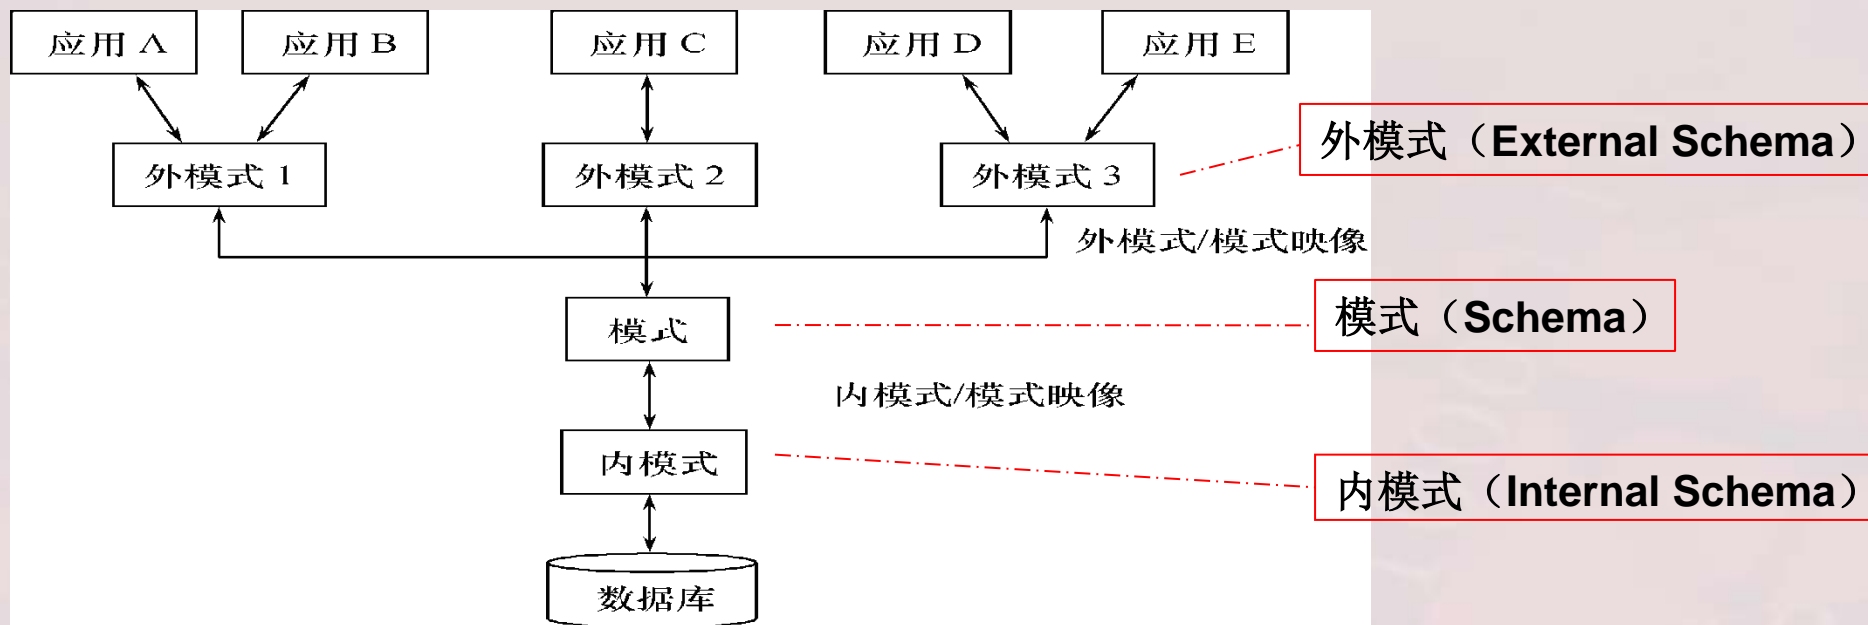 应用 A
应用 B
应用 C
应用 D
应用 E
外模式 1
外模式 2
外模式 3
外模式（External Schema）
外模式/模式映像
模式
模式（Schema）
内模式/模式映像
内模式
内模式（Internal Schema）
数据库